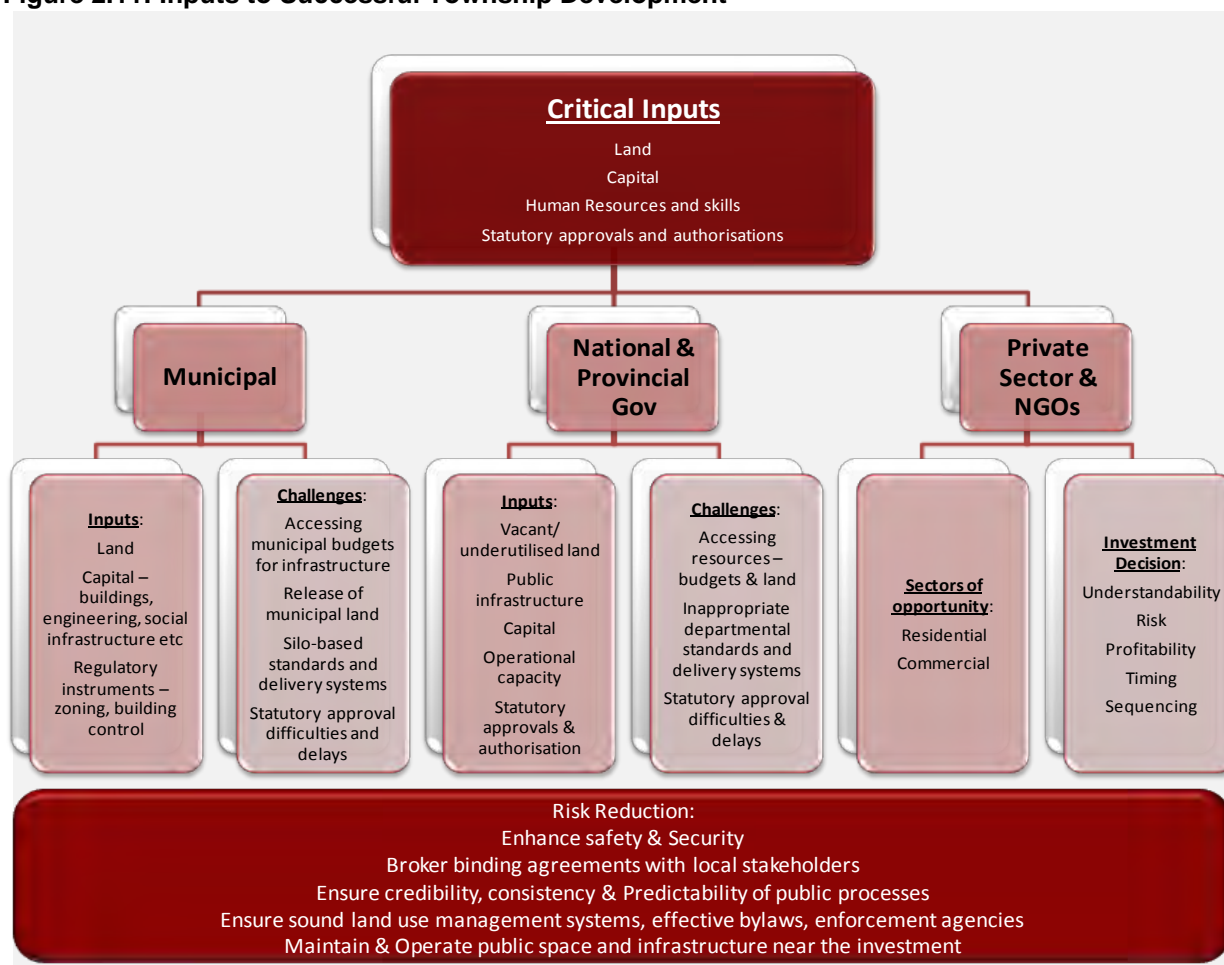 Figure Inputs to Successful Township Development
Critical Inputs
Land
Capital
Human Resources and skills
Statutory approvals and authorisations
Municipal
National &
Provincial
Gov
Private
Sector &
NGOs
Inputs:
Land
Capital –
buildings,
engineering, social
infrastructure etc
Regulatory
instruments –
zoning, building
control
Challenges:
Accessing
municipal budgets
for infrastructure
Release of
municipal land
Silo-based
standards and
delivery systems
Statutory approval
difficulties and
delays
Inputs:
Vacant/
underutilised land
Public
infrastructure
Capital
Operational
capacity
Statutory
approvals &
authorisation
Challenges:
Accessing
resources –
budgets & land
Inappropriate
departmental
standards and
delivery systems
Statutory approval
difficulties &
delays
Sectors of
opportunity:
Residential
Commercial
Investment
Decision:
Understandability
Risk
Profitability
Timing
Sequencing
Risk Reduction:
Enhance safety & Security
Broker binding agreements with local stakeholders
Ensure credibility, consistency & Predictability of public processes
Ensure sound land use management systems, effective bylaws, enforcement agencies
Maintain & Operate public space and infrastructure near the investment